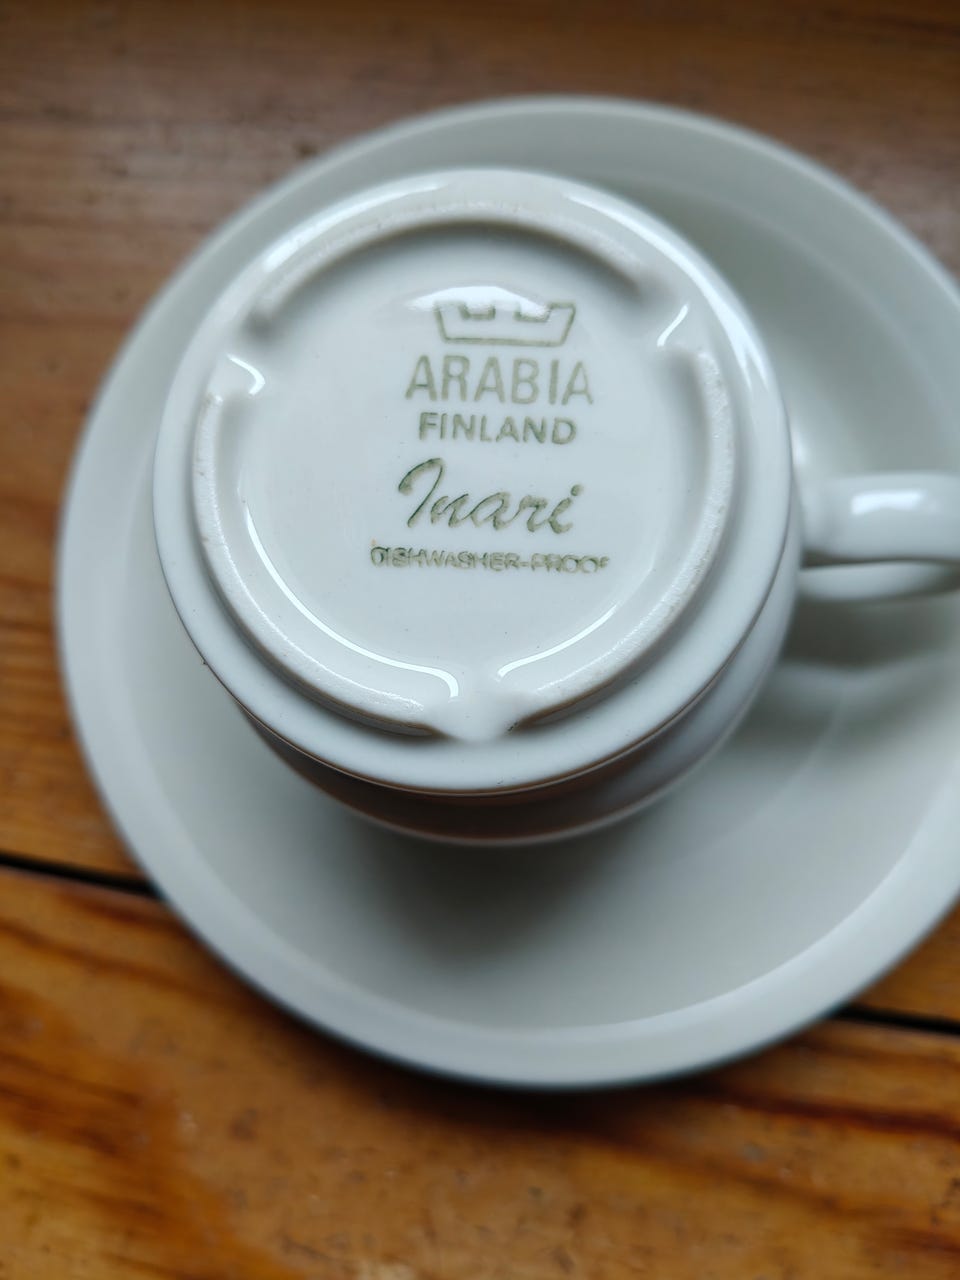 ARABIA
FINLAND
Inari
DISHWASHER-PROOF